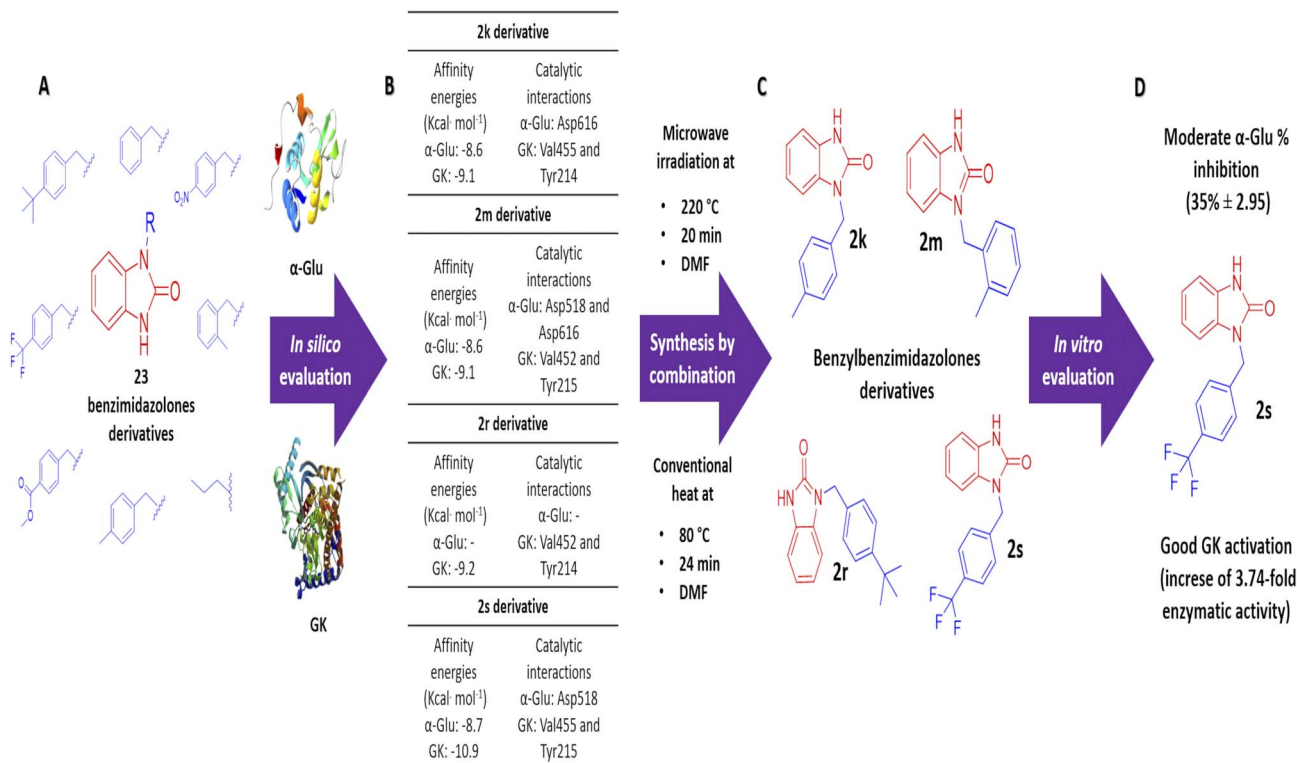 A
O₂N
R
N
O
N
H
F
F
F
O
O
23
benzimidazolones
derivatives
α-Glu
In silico
evaluation
GK
B
2k derivative
Affinity
energies
(Kcal· mol⁻¹)
α-Glu: -8.6
GK: -9.1
Catalytic
interactions
α-Glu: Asp616
GK: Val455 and
Tyr214
2m derivative
Affinity
energies
(Kcal· mol⁻¹)
α-Glu: -8.6
GK: -9.1
Catalytic
interactions
α-Glu: Asp518 and
Asp616
GK: Val452 and
Tyr215
2r derivative
Affinity
energies
(Kcal· mol⁻¹)
α-Glu: -
GK: -9.2
Catalytic
interactions
α-Glu: -
GK: Val452 and
Tyr214
2s derivative
Affinity
energies
(Kcal· mol⁻¹)
α-Glu: -8.7
GK: -10.9
Catalytic
interactions
α-Glu: Asp518
GK: Val455 and
Tyr215
Microwave
irradiation at
• 220 °C
• 20 min
• DMF
Synthesis by
combination
Conventional
heat at
• 80 °C
• 24 min
• DMF
C
H
N
O
N
2k
H
N
O
N
2m
Benzylbenzimidazolones
derivatives
O
HN
N
2r
H
N
O
N
F
F
F
2s
In vitro
evaluation
D
Moderate α-Glu %
inhibition
(35% ± 2.95)
H
N
O
N
2s
F
F
F
Good GK activation
(increse of 3.74-fold
enzymatic activity)